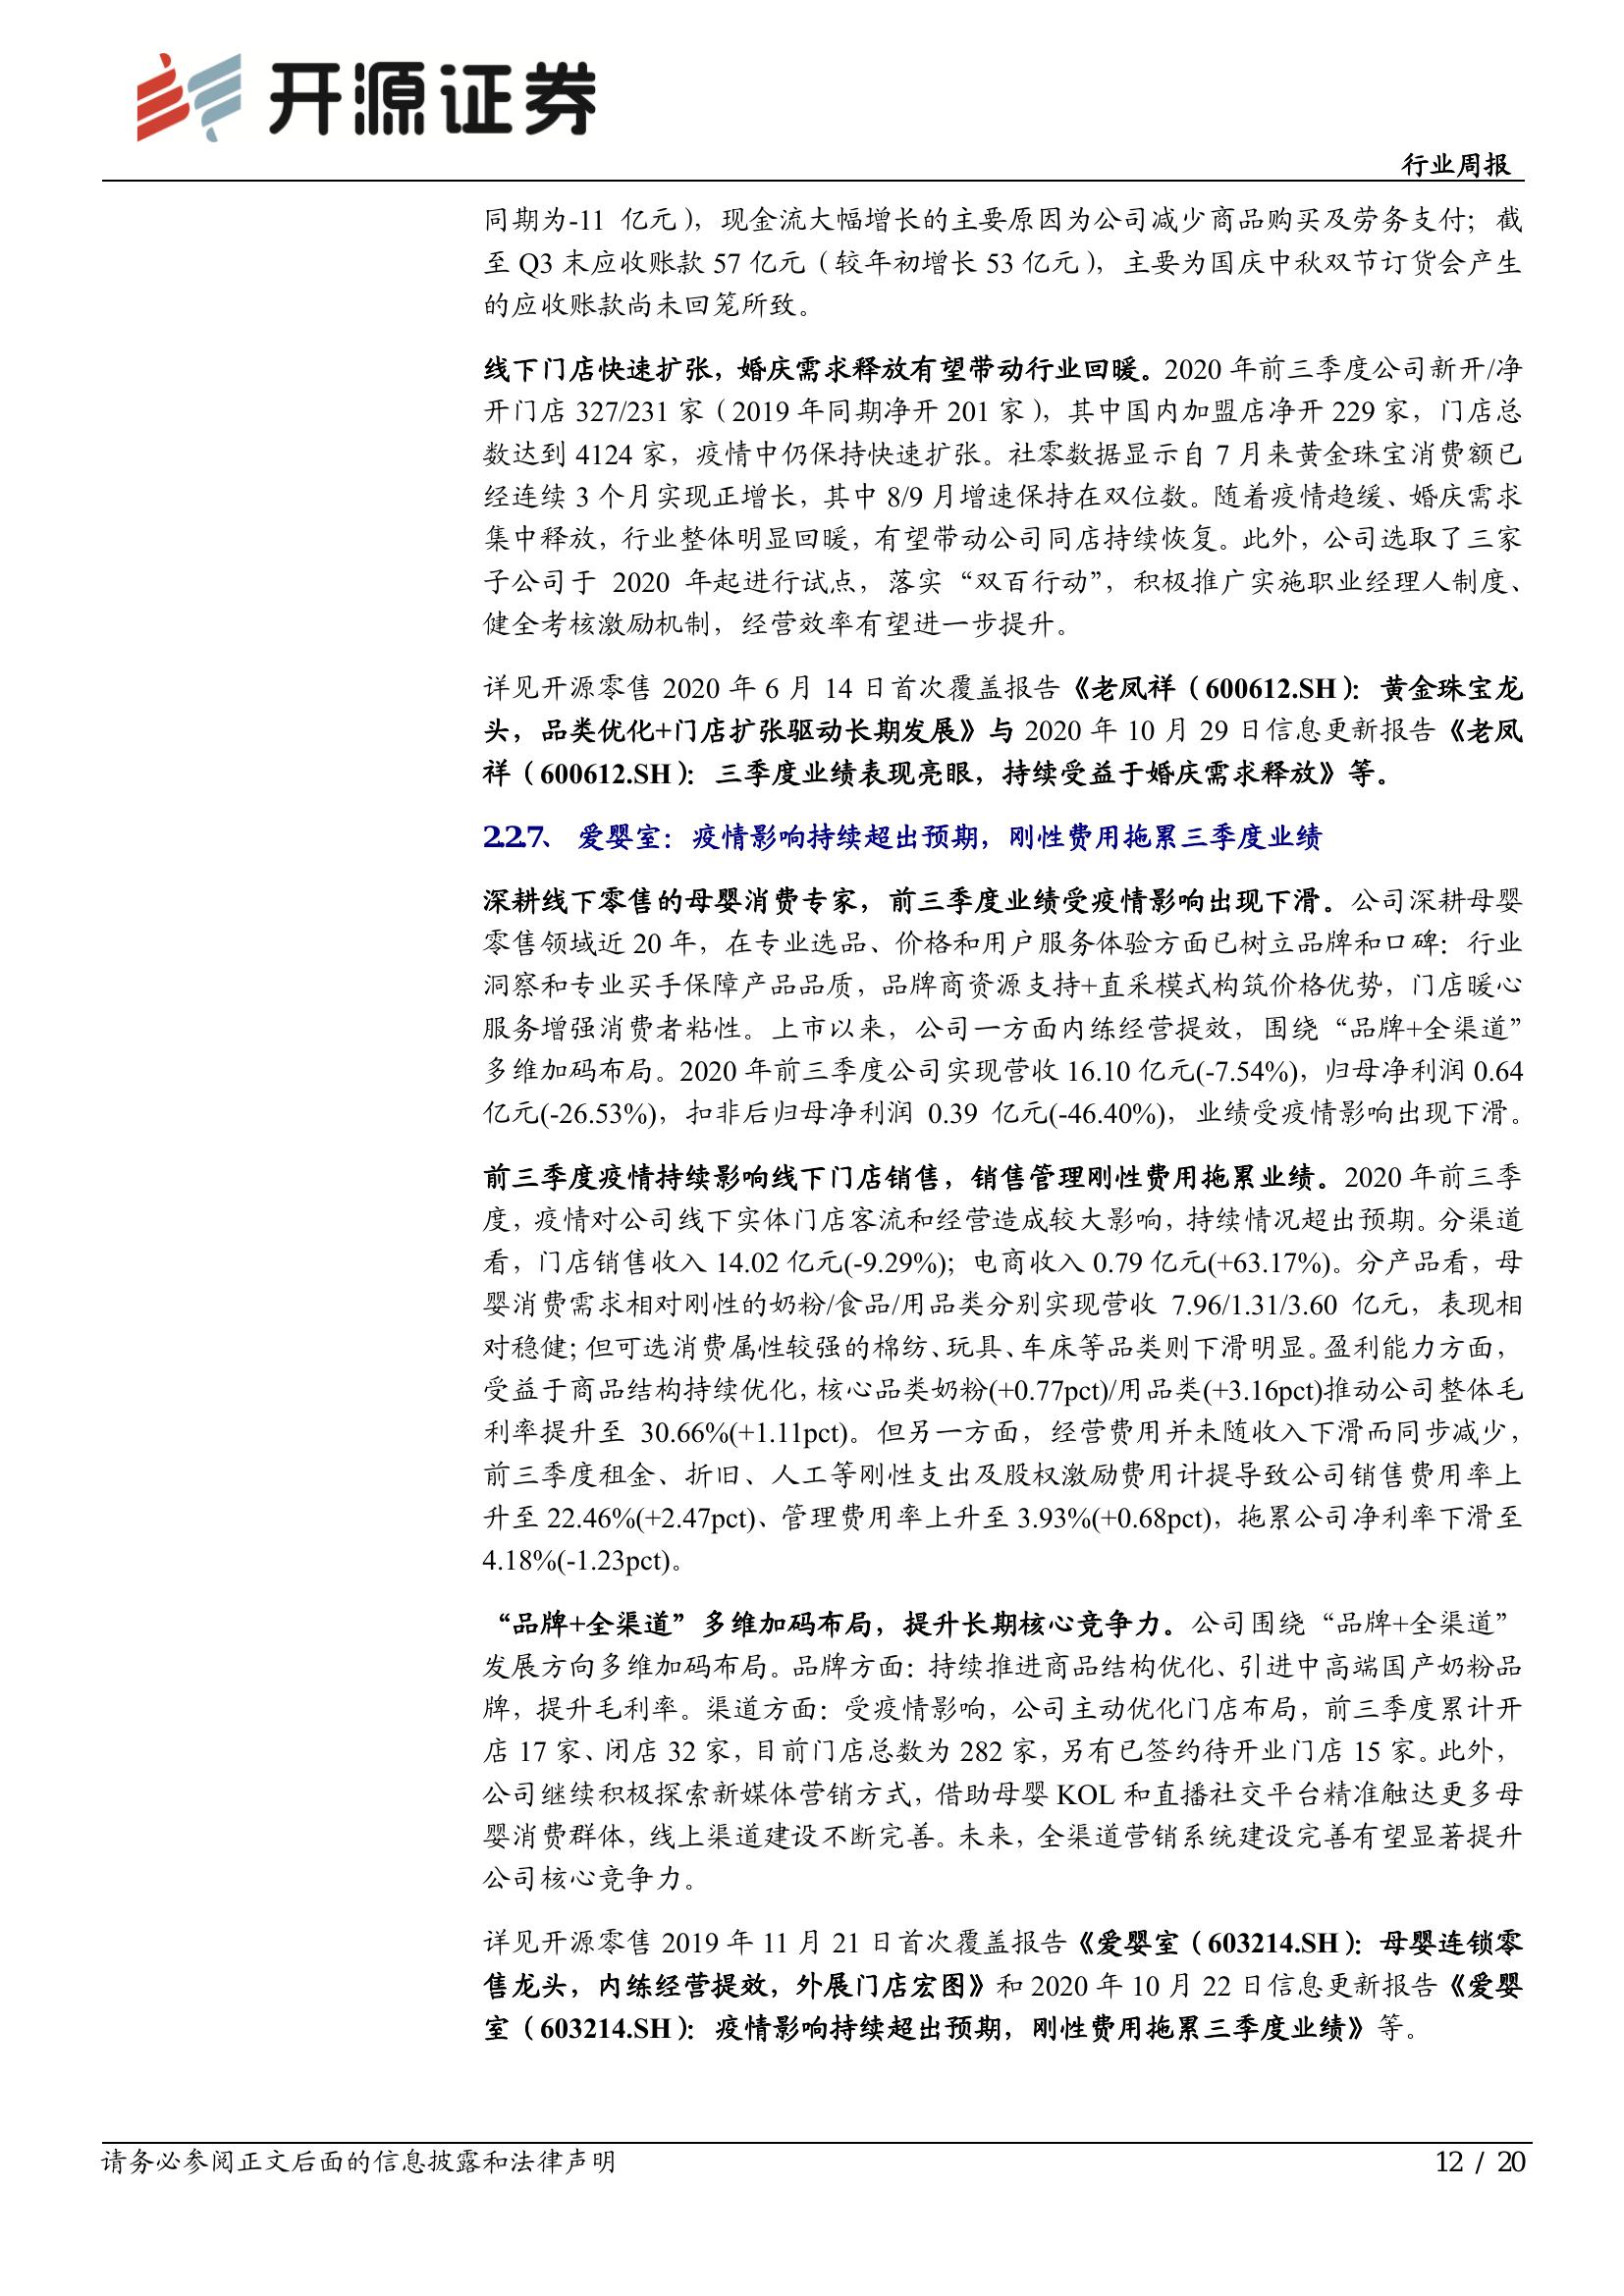 开源证券
行业周报
同期为-11 亿元），现金流大幅增长的主要原因为公司减少商品购买及劳务支付；截
至 Q3 末应收账款 57 亿元（较年初增长 53 亿元），主要为国庆中秋双节订货会产生
的应收账款尚未回笼所致。
线下门店快速扩张，婚庆需求释放有望带动行业回暖。2020 年前三季度公司新开/净
开门店 327/231 家（2019 年同期净开 201 家），其中国内加盟店净开 229 家，门店总
数达到 4124 家，疫情中仍保持快速扩张。社零数据显示自 7 月来黄金珠宝消费额已
经连续 3 个月实现正增长，其中 8/9 月增速保持在双位数。随着疫情趋缓、婚庆需求
集中释放，行业整体明显回暖，有望带动公司同店持续恢复。此外，公司选取了三家
子公司于 2020 年起进行试点，落实“双百行动”，积极推广实施职业经理人制度、
健全考核激励机制，经营效率有望进一步提升。
详见开源零售 2020 年 6 月 14 日首次覆盖报告《老凤祥（600612.SH）：黄金珠宝龙
头，品类优化+门店扩张驱动长期发展》与 2020 年 10 月 29 日信息更新报告《老凤
祥（600612.SH）：三季度业绩表现亮眼，持续受益于婚庆需求释放》等。
2.2.7、 爱婴室：疫情影响持续超出预期，刚性费用拖累三季度业绩
深耕线下零售的母婴消费专家，前三季度业绩受疫情影响出现下滑。公司深耕母婴
零售领域近 20 年，在专业选品、价格和用户服务体验方面已树立品牌和口碑：行业
洞察和专业买手保障产品品质，品牌商资源支持+直采模式构筑价格优势，门店暖心
服务增强消费者粘性。上市以来，公司一方面内练经营提效，围绕“品牌+全渠道”
多维加码布局。2020 年前三季度公司实现营收 16.10 亿元(-7.54%)，归母净利润 0.64
亿元(-26.53%)，扣非后归母净利润 0.39 亿元(-46.40%)，业绩受疫情影响出现下滑。
前三季度疫情持续影响线下门店销售，销售管理刚性费用拖累业绩。2020 年前三季
度，疫情对公司线下实体门店客流和经营造成较大影响，持续情况超出预期。分渠道
看，门店销售收入 14.02 亿元(-9.29%)；电商收入 0.79 亿元(+63.17%)。分产品看，母
婴消费需求相对刚性的奶粉/食品/用品类分别实现营收 7.96/1.31/3.60 亿元，表现相
对稳健；但可选消费属性较强的棉纺、玩具、车床等品类则下滑明显。盈利能力方面，
受益于商品结构持续优化，核心品类奶粉(+0.77pct)/用品类(+3.16pct)推动公司整体毛
利率提升至 30.66%(+1.11pct)。但另一方面，经营费用并未随收入下滑而同步减少，
前三季度租金、折旧、人工等刚性支出及股权激励费用计提导致公司销售费用率上
升至 22.46%(+2.47pct)、管理费用率上升至 3.93%(+0.68pct)，拖累公司净利率下滑至
4.18%(-1.23pct)。
“品牌+全渠道”多维加码布局，提升长期核心竞争力。公司围绕“品牌+全渠道”
发展方向多维加码布局。品牌方面：持续推进商品结构优化、引进中高端国产奶粉品
牌，提升毛利率。渠道方面：受疫情影响，公司主动优化门店布局，前三季度累计开
店 17 家、闭店 32 家，目前门店总数为 282 家，另有已签约待开业门店 15 家。此外，
公司继续积极探索新媒体营销方式，借助母婴 KOL 和直播社交平台精准触达更多母
婴消费群体，线上渠道建设不断完善。未来，全渠道营销系统建设完善有望显著提升
公司核心竞争力。
详见开源零售 2019 年 11 月 21 日首次覆盖报告《爱婴室（603214.SH）：母婴连锁零
售龙头，内练经营提效，外展门店宏图》和 2020 年 10 月 22 日信息更新报告《爱婴
室（603214.SH）：疫情影响持续超出预期，刚性费用拖累三季度业绩》等。
请务必参阅正文后面的信息披露和法律声明
12 / 20